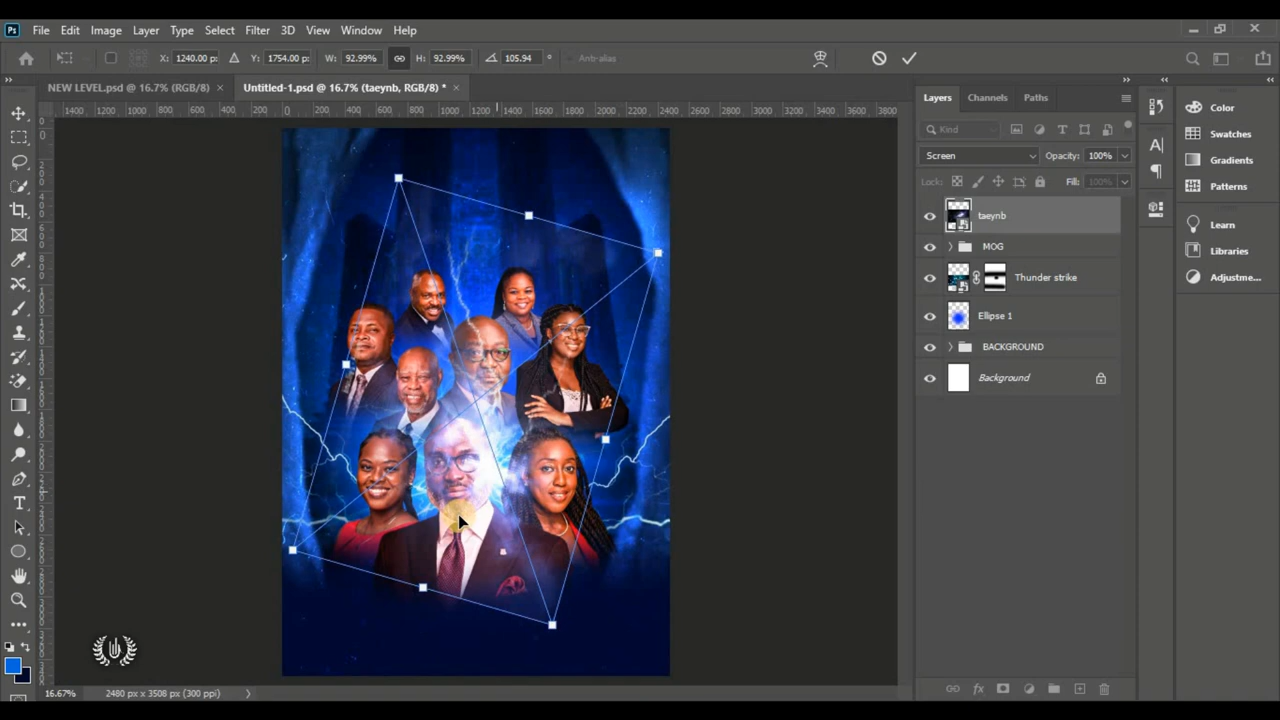 Ps File Edit Image Layer Type Select Filter 3D View Window Help
X: 1240.00 p: Y: 1754.00 p: W: 92.99% H: 92.99% 105.94 ° Anti-alias
NEW LEVEL.psd @ 16.7% (RGB/8) × Untitled-1.psd @ 16.7% (taeynb, RGB/8) * ×
1400 1200 1000 800 600 400 200 0 200 400 600 800 1000 1200 1400 1600 1800 2000 2200 2400 2600 2800 3000 3200 3400 3600 3800
Layers Channels Paths
Kind
Screen Opacity: 100%
Lock: Fill: 100%
taeynb
MOG
Thunder strike
Ellipse 1
BACKGROUND
Background
Color
Swatches
Gradients
Patterns
Learn
Libraries
Adjustme...
16.67% 2480 px x 3508 px (300 ppi)